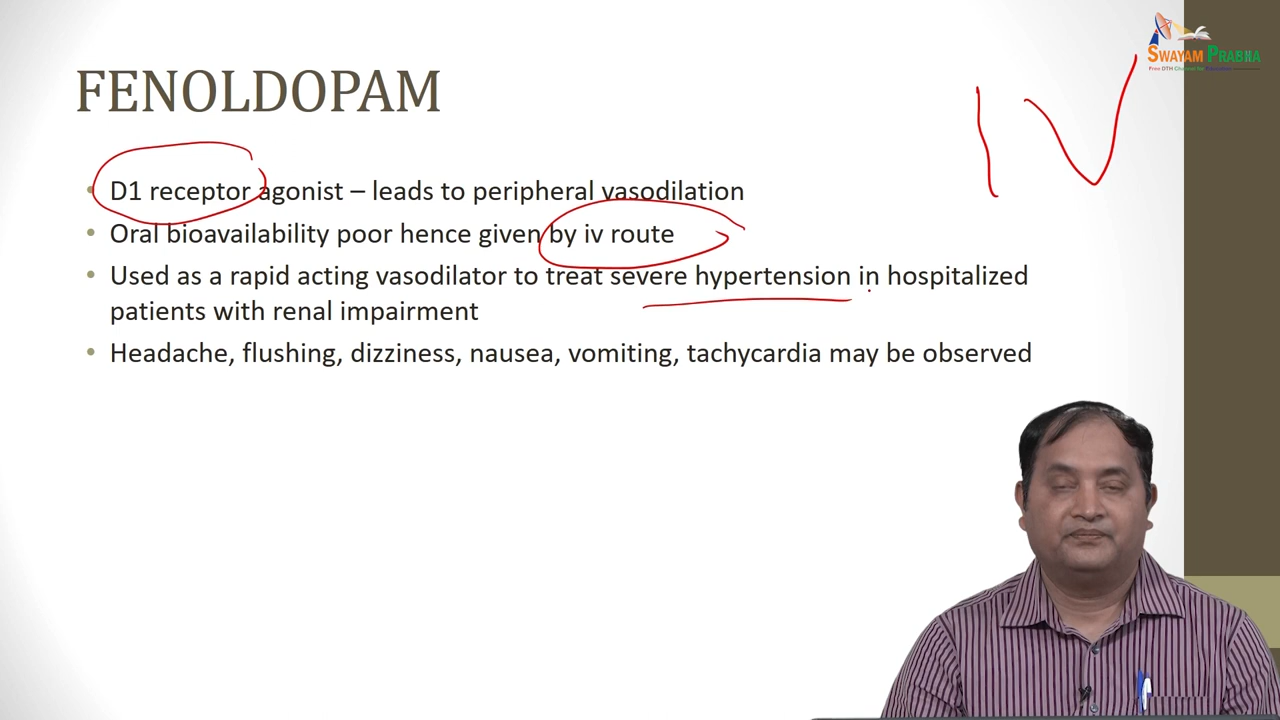 SWAYAM PRABHA
FENOLDOPAM
IV
• D1 receptor agonist – leads to peripheral vasodilation
• Oral bioavailability poor hence given by iv route
• Used as a rapid acting vasodilator to treat severe hypertension in hospitalized
patients with renal impairment
• Headache, flushing, dizziness, nausea, vomiting, tachycardia may be observed